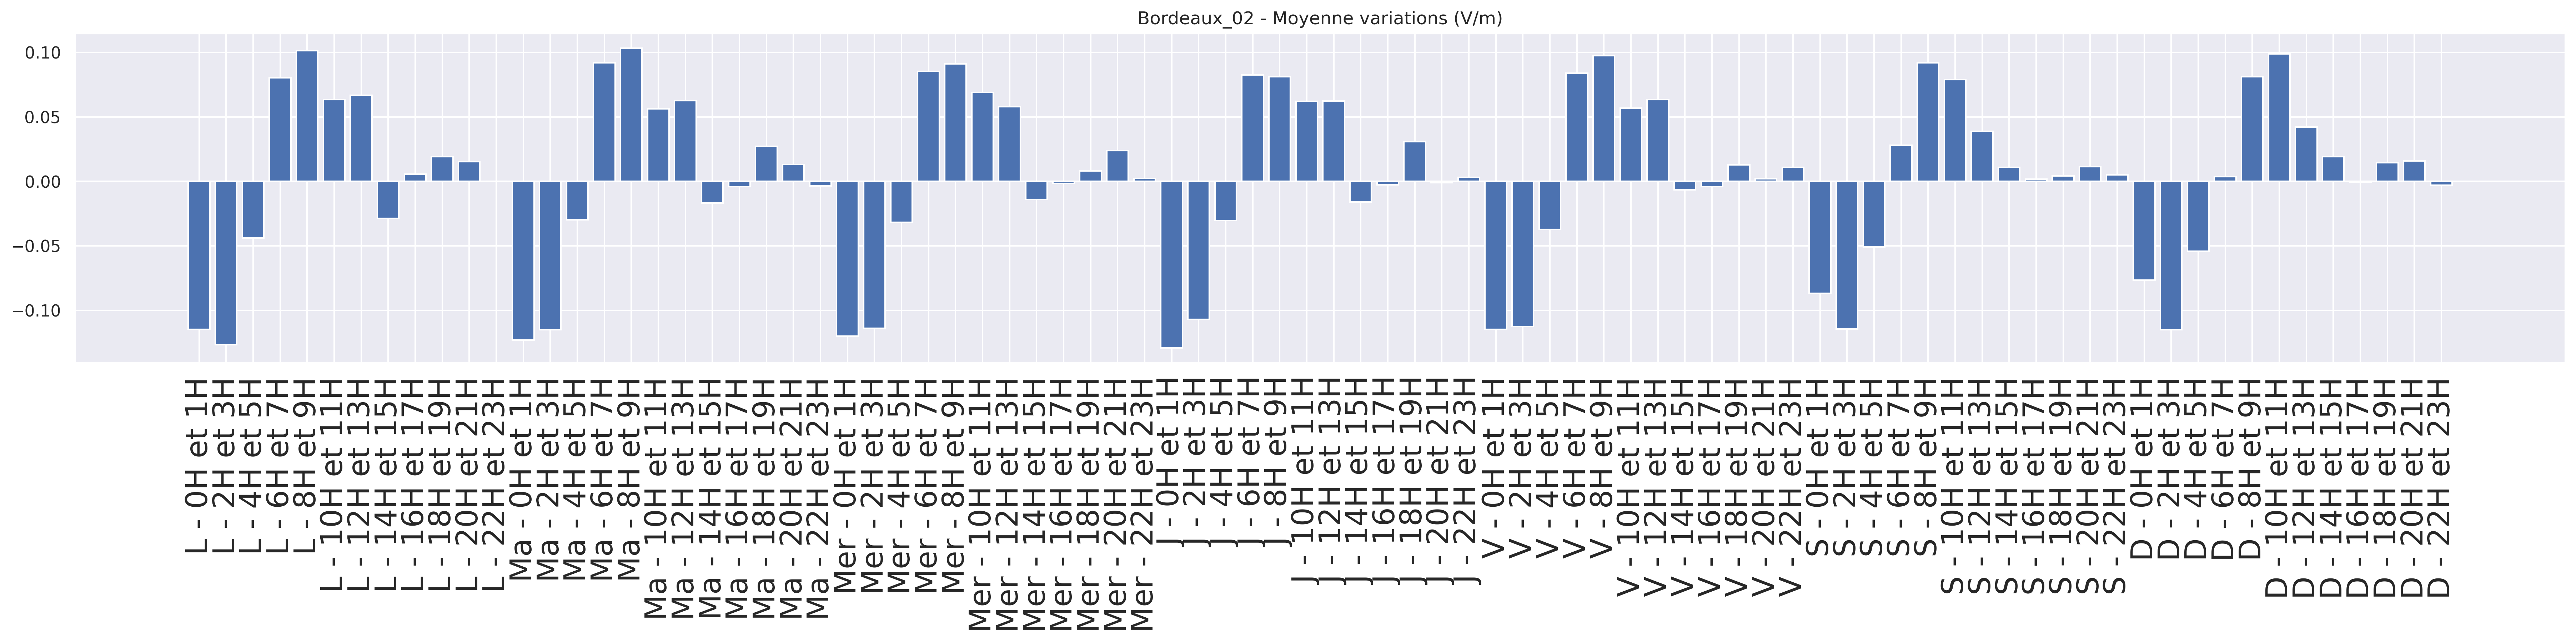 Bordeaux_02 - Moyenne variations (V/m)
0.10
0.05
0.00
−0.05
−0.10
L - 0H et 1H
L - 2H et 3H
L - 4H et 5H
L - 6H et 7H
L - 8H et 9H
L - 10H et 11H
L - 12H et 13H
L - 14H et 15H
L - 16H et 17H
L - 18H et 19H
L - 20H et 21H
L - 22H et 23H
Ma - 0H et 1H
Ma - 2H et 3H
Ma - 4H et 5H
Ma - 6H et 7H
Ma - 8H et 9H
Ma - 10H et 11H
Ma - 12H et 13H
Ma - 14H et 15H
Ma - 16H et 17H
Ma - 18H et 19H
Ma - 20H et 21H
Ma - 22H et 23H
Mer - 0H et 1H
Mer - 2H et 3H
Mer - 4H et 5H
Mer - 6H et 7H
Mer - 8H et 9H
Mer - 10H et 11H
Mer - 12H et 13H
Mer - 14H et 15H
Mer - 16H et 17H
Mer - 18H et 19H
Mer - 20H et 21H
Mer - 22H et 23H
J - 0H et 1H
J - 2H et 3H
J - 4H et 5H
J - 6H et 7H
J - 8H et 9H
J - 10H et 11H
J - 12H et 13H
J - 14H et 15H
J - 16H et 17H
J - 18H et 19H
J - 20H et 21H
J - 22H et 23H
V - 0H et 1H
V - 2H et 3H
V - 4H et 5H
V - 6H et 7H
V - 8H et 9H
V - 10H et 11H
V - 12H et 13H
V - 14H et 15H
V - 16H et 17H
V - 18H et 19H
V - 20H et 21H
V - 22H et 23H
S - 0H et 1H
S - 2H et 3H
S - 4H et 5H
S - 6H et 7H
S - 8H et 9H
S - 10H et 11H
S - 12H et 13H
S - 14H et 15H
S - 16H et 17H
S - 18H et 19H
S - 20H et 21H
S - 22H et 23H
D - 0H et 1H
D - 2H et 3H
D - 4H et 5H
D - 6H et 7H
D - 8H et 9H
D - 10H et 11H
D - 12H et 13H
D - 14H et 15H
D - 16H et 17H
D - 18H et 19H
D - 20H et 21H
D - 22H et 23H